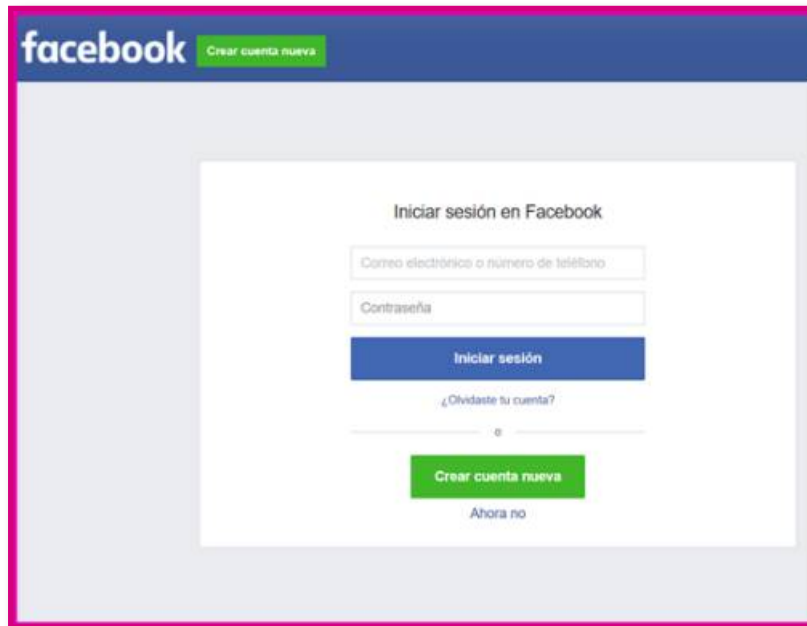 facebook Crear cuenta nueva
Iniciar sesión en Facebook
Correo electrónico o número de teléfono
Contraseña
Iniciar sesión
¿Olvidaste tu cuenta?
o
Crear cuenta nueva
Ahora no